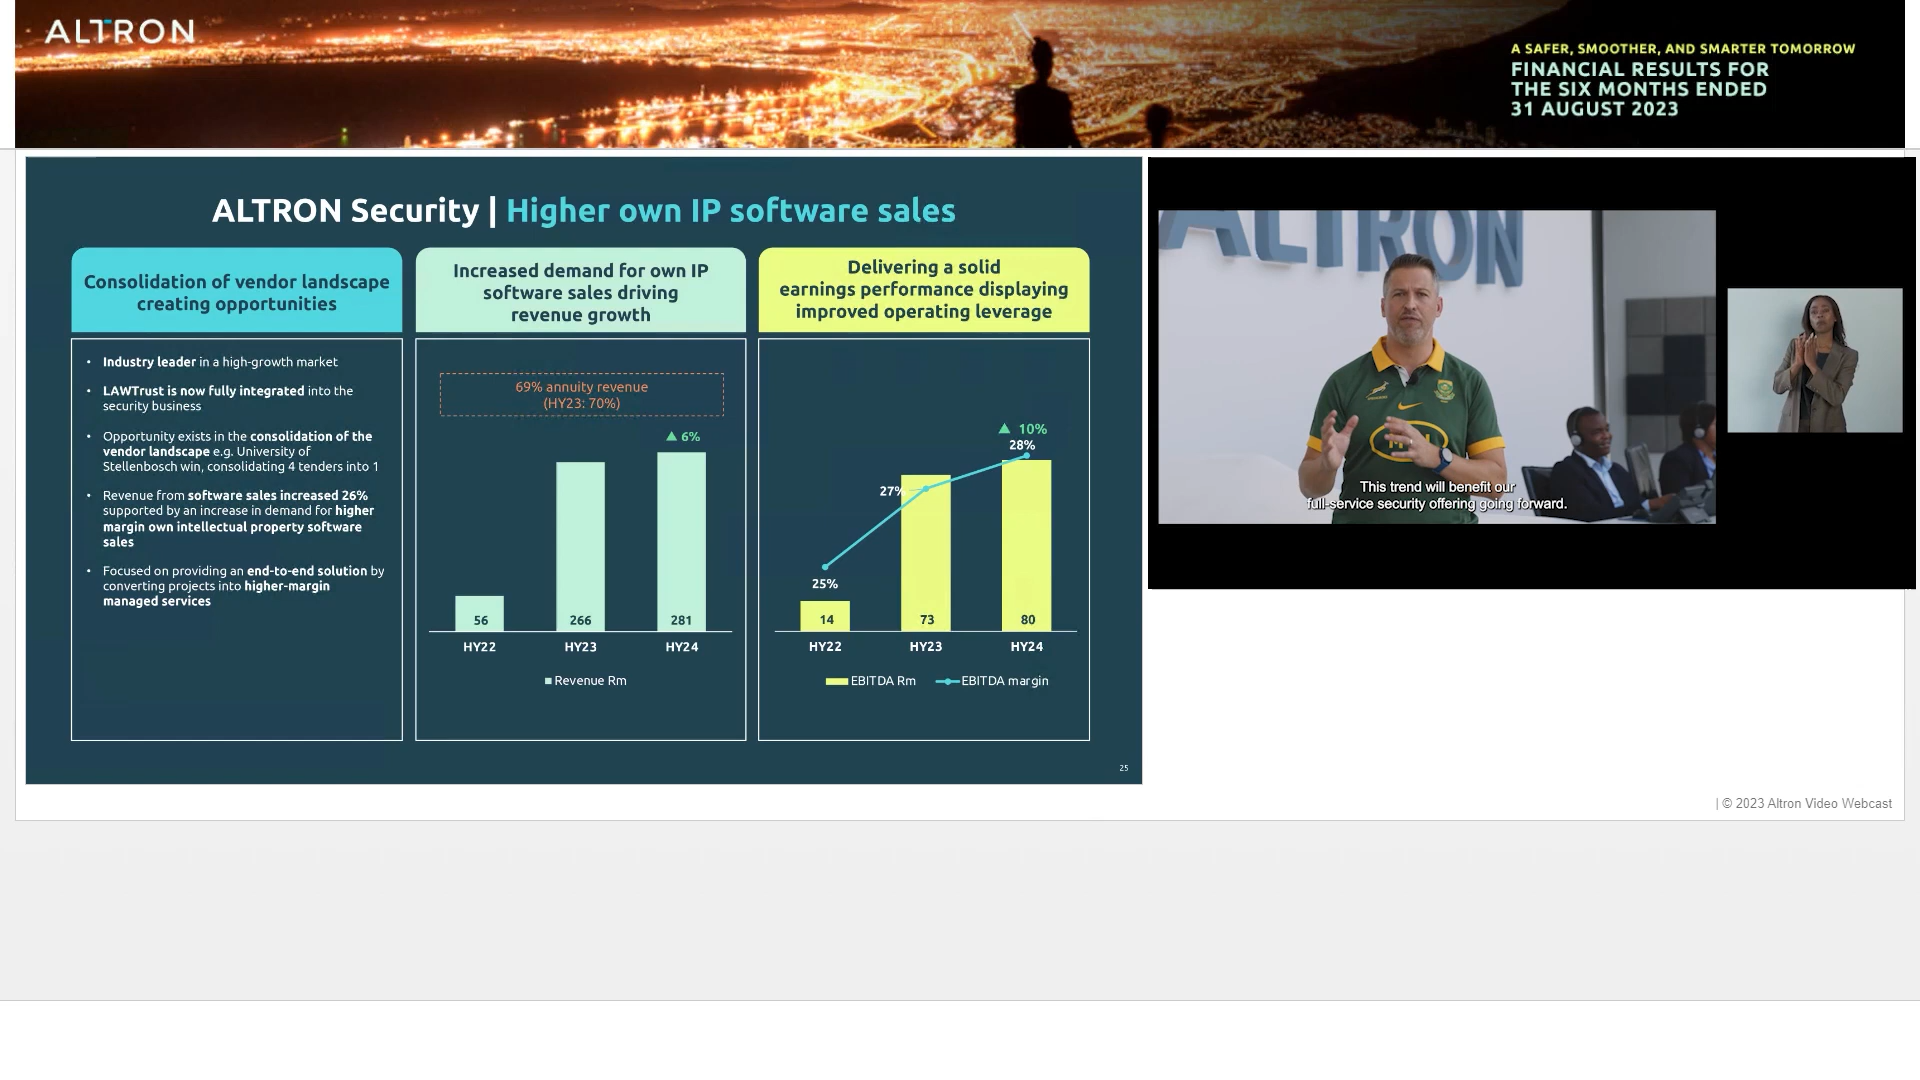 ALTRON
A SAFER, SMOOTHER, AND SMARTER TOMORROW
FINANCIAL RESULTS FOR
THE SIX MONTHS ENDED
31 AUGUST 2023
ALTRON Security | Higher own IP software sales
Consolidation of vendor landscape
creating opportunities
• Industry leader in a high-growth market
• LAWTrust is now fully integrated into the
security business
• Opportunity exists in the consolidation of the
vendor landscape e.g. University of
Stellenbosch win, consolidating 4 tenders into 1
• Revenue from software sales increased 26%
supported by an increase in demand for higher
margin own intellectual property software
sales
• Focused on providing an end-to-end solution by
converting projects into higher-margin
managed services
Increased demand for own IP
software sales driving
revenue growth
69% annuity revenue
(HY23: 70%)
▲ 6%
56
266
281
HY22
HY23
HY24
Revenue Rm
Delivering a solid
earnings performance displaying
improved operating leverage
▲ 10%
28%
27%
25%
14
73
80
HY22
HY23
HY24
EBITDA Rm
EBITDA margin
25
ALTRON
This trend will benefit our
full-service security offering going forward.
| © 2023 Altron Video Webcast